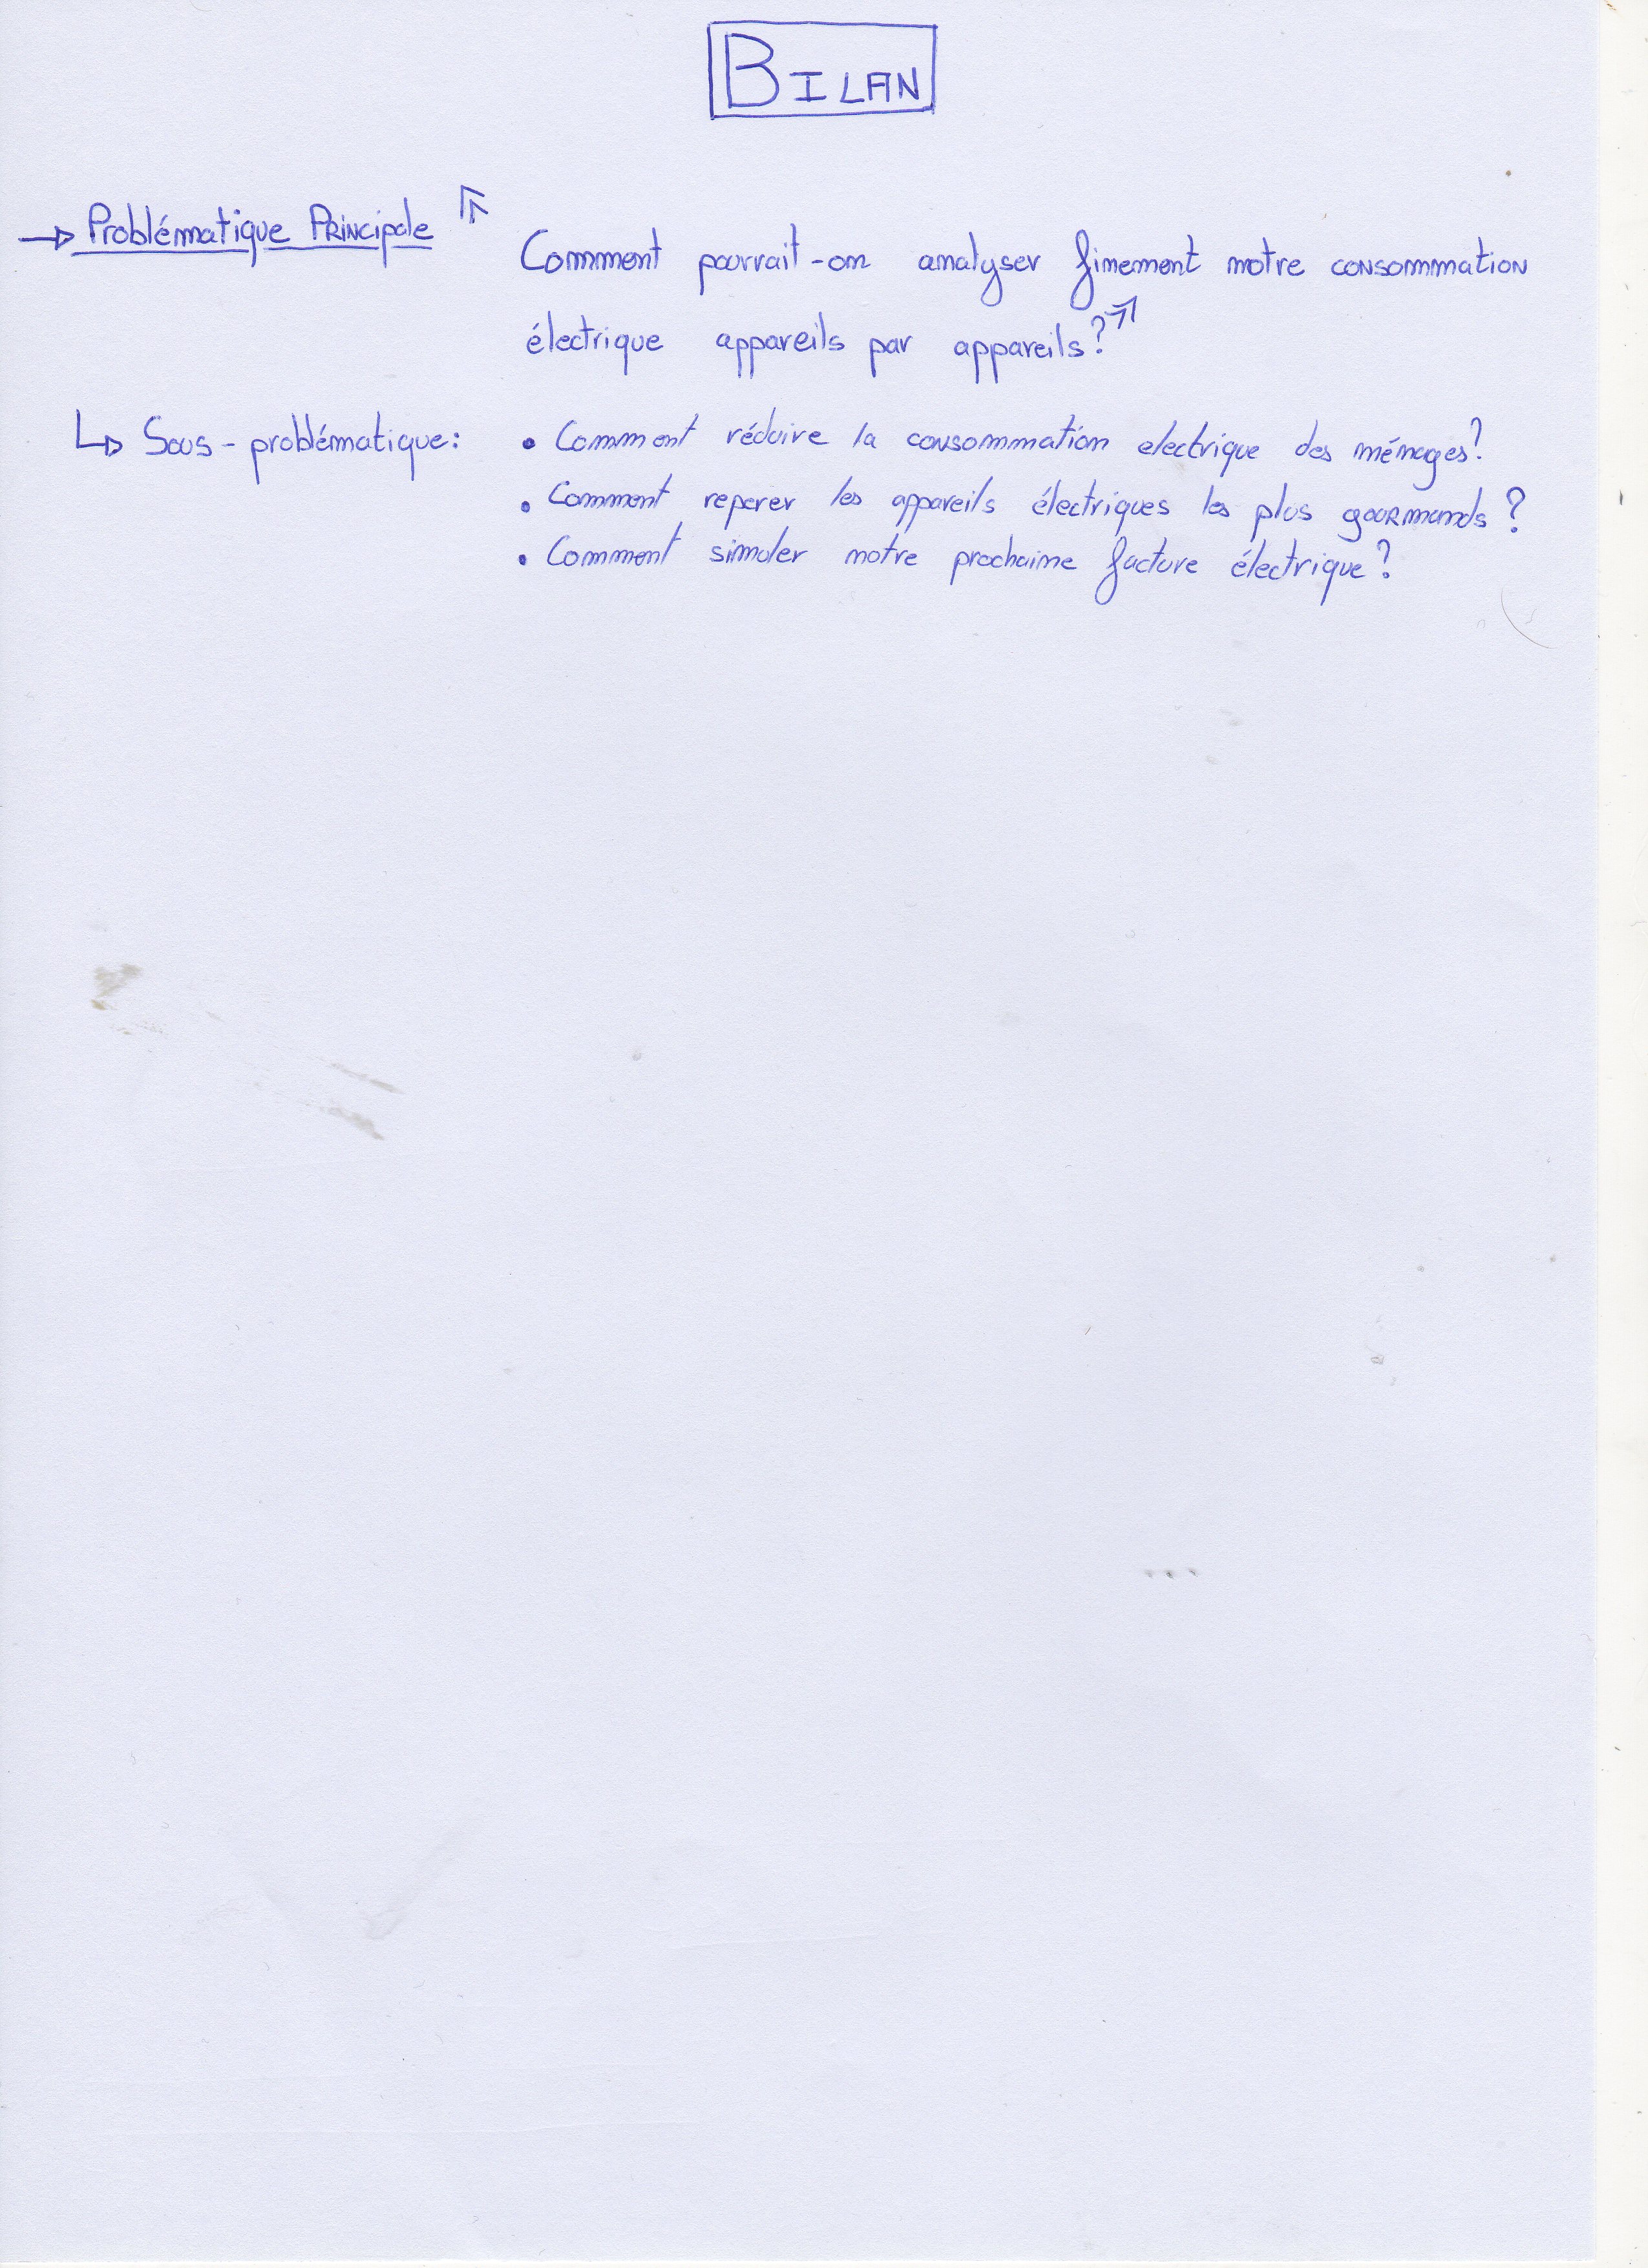 BILAN
→ Problématique Principale
Comment pourrait-on analyser finement notre consommation
électrique appareils par appareils?
↳ Sous-problématique: • Comment réduire la consommation electrique des ménages?
• Comment reperer les appareils électriques les plus gourmands?
• Comment simuler notre prochaine facture électrique?